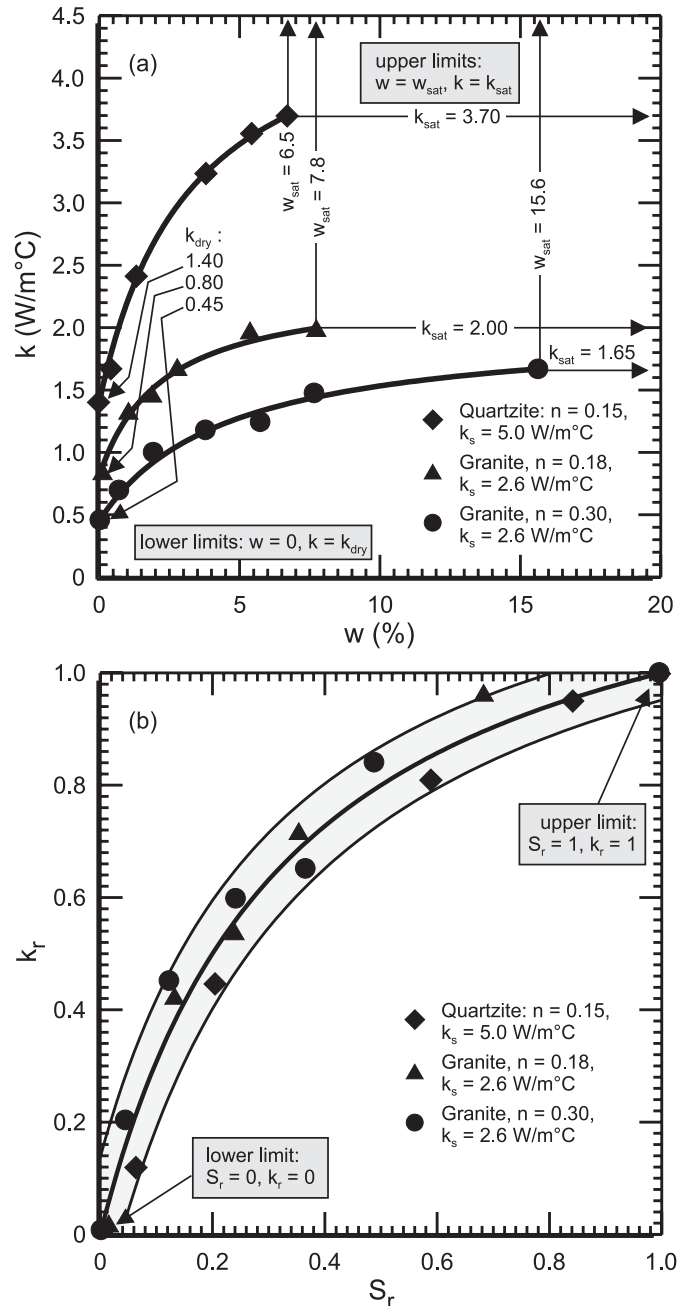 4.5
4.0
3.5
3.0
2.5
2.0
1.5
1.0
0.5
0
k (W/m°C)
(a)
upper limits:
w = w_sat, k = k_sat
k_sat = 3.70
w_sat = 6.5
w_sat = 7.8
w_sat = 15.6
k_dry :
1.40
0.80
0.45
k_sat = 2.00
k_sat = 1.65
Quartzite: n = 0.15,
k_s = 5.0 W/m°C
Granite, n = 0.18,
k_s = 2.6 W/m°C
Granite, n = 0.30,
k_s = 2.6 W/m°C
lower limits: w = 0, k = k_dry
0 5 10 15 20
w (%)
1.0
0.8
0.6
0.4
0.2
0
k_r
(b)
upper limit:
S_r = 1, k_r = 1
Quartzite: n = 0.15,
k_s = 5.0 W/m°C
Granite, n = 0.18,
k_s = 2.6 W/m°C
Granite, n = 0.30,
k_s = 2.6 W/m°C
lower limit:
S_r = 0, k_r = 0
0 0.2 0.4 0.6 0.8 1.0
S_r